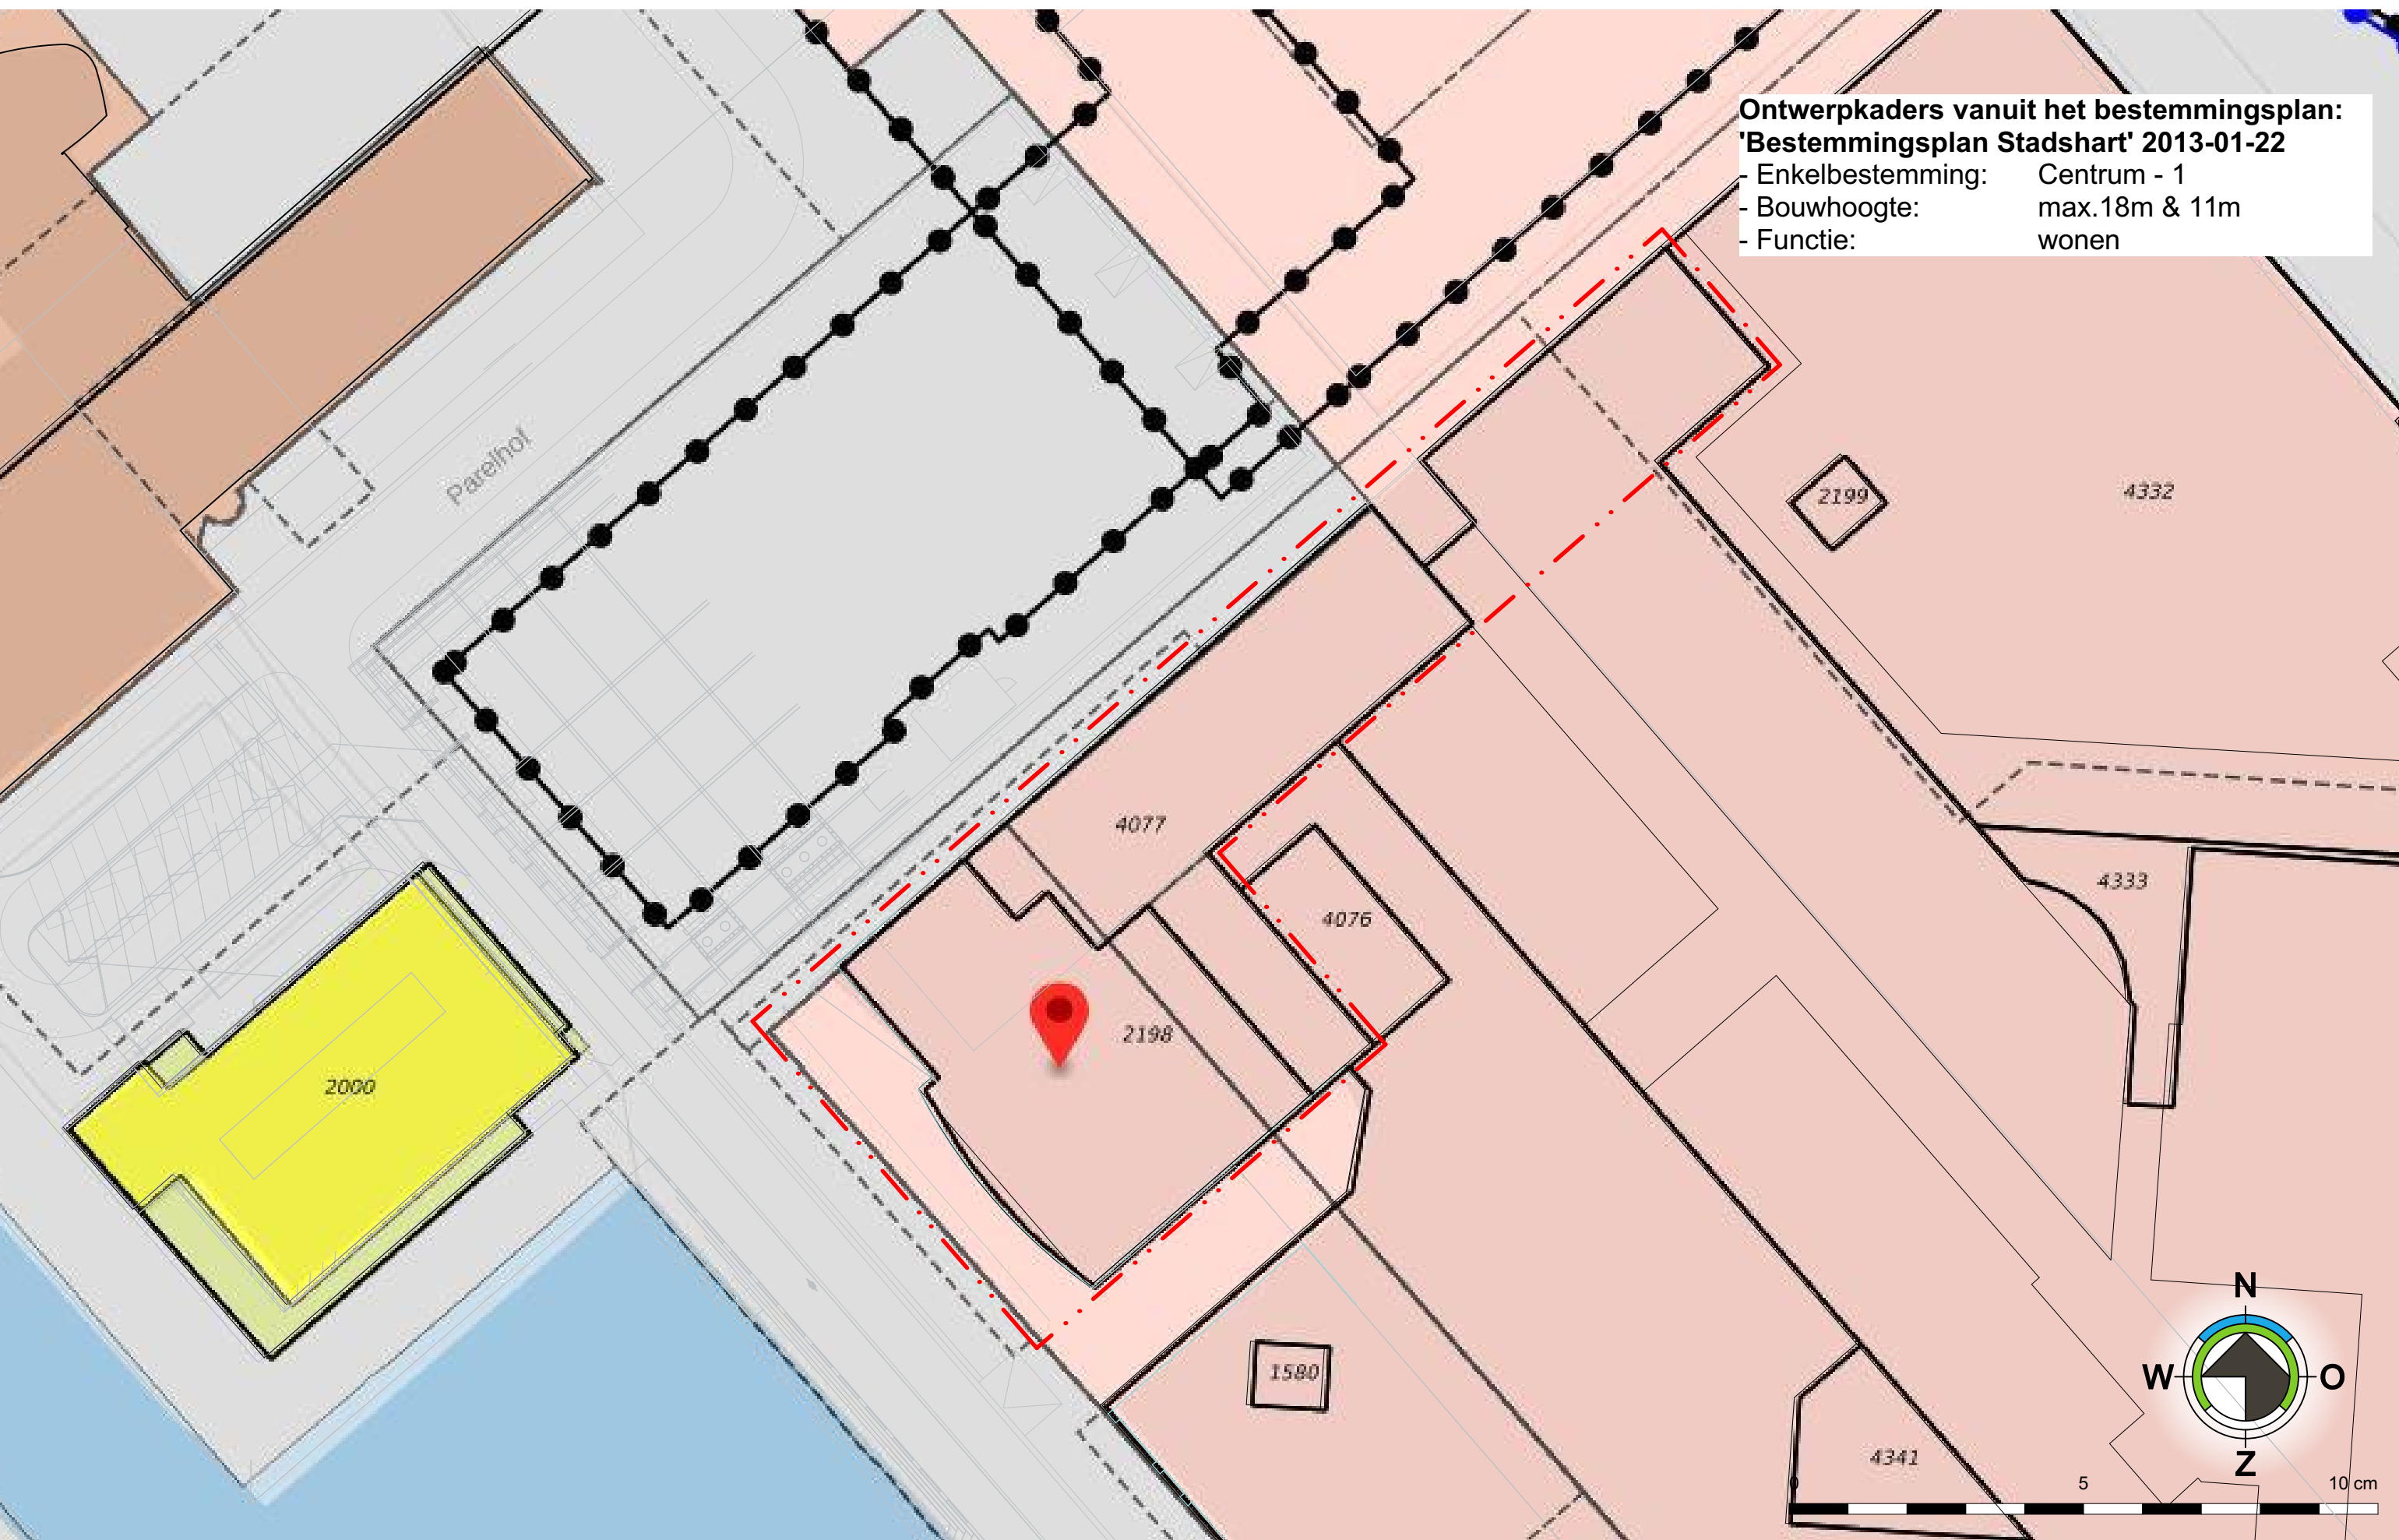 Ontwerpkaders vanuit het bestemmingsplan:
'Bestemmingsplan Stadshart' 2013-01-22
- Enkelbestemming: Centrum - 1
- Bouwhoogte: max.18m & 11m
- Functie: wonen
Parelhof
2199
4332
4077
4333
4076
2198
2000
1580
4341
N
W
O
Z
0 5 10 cm